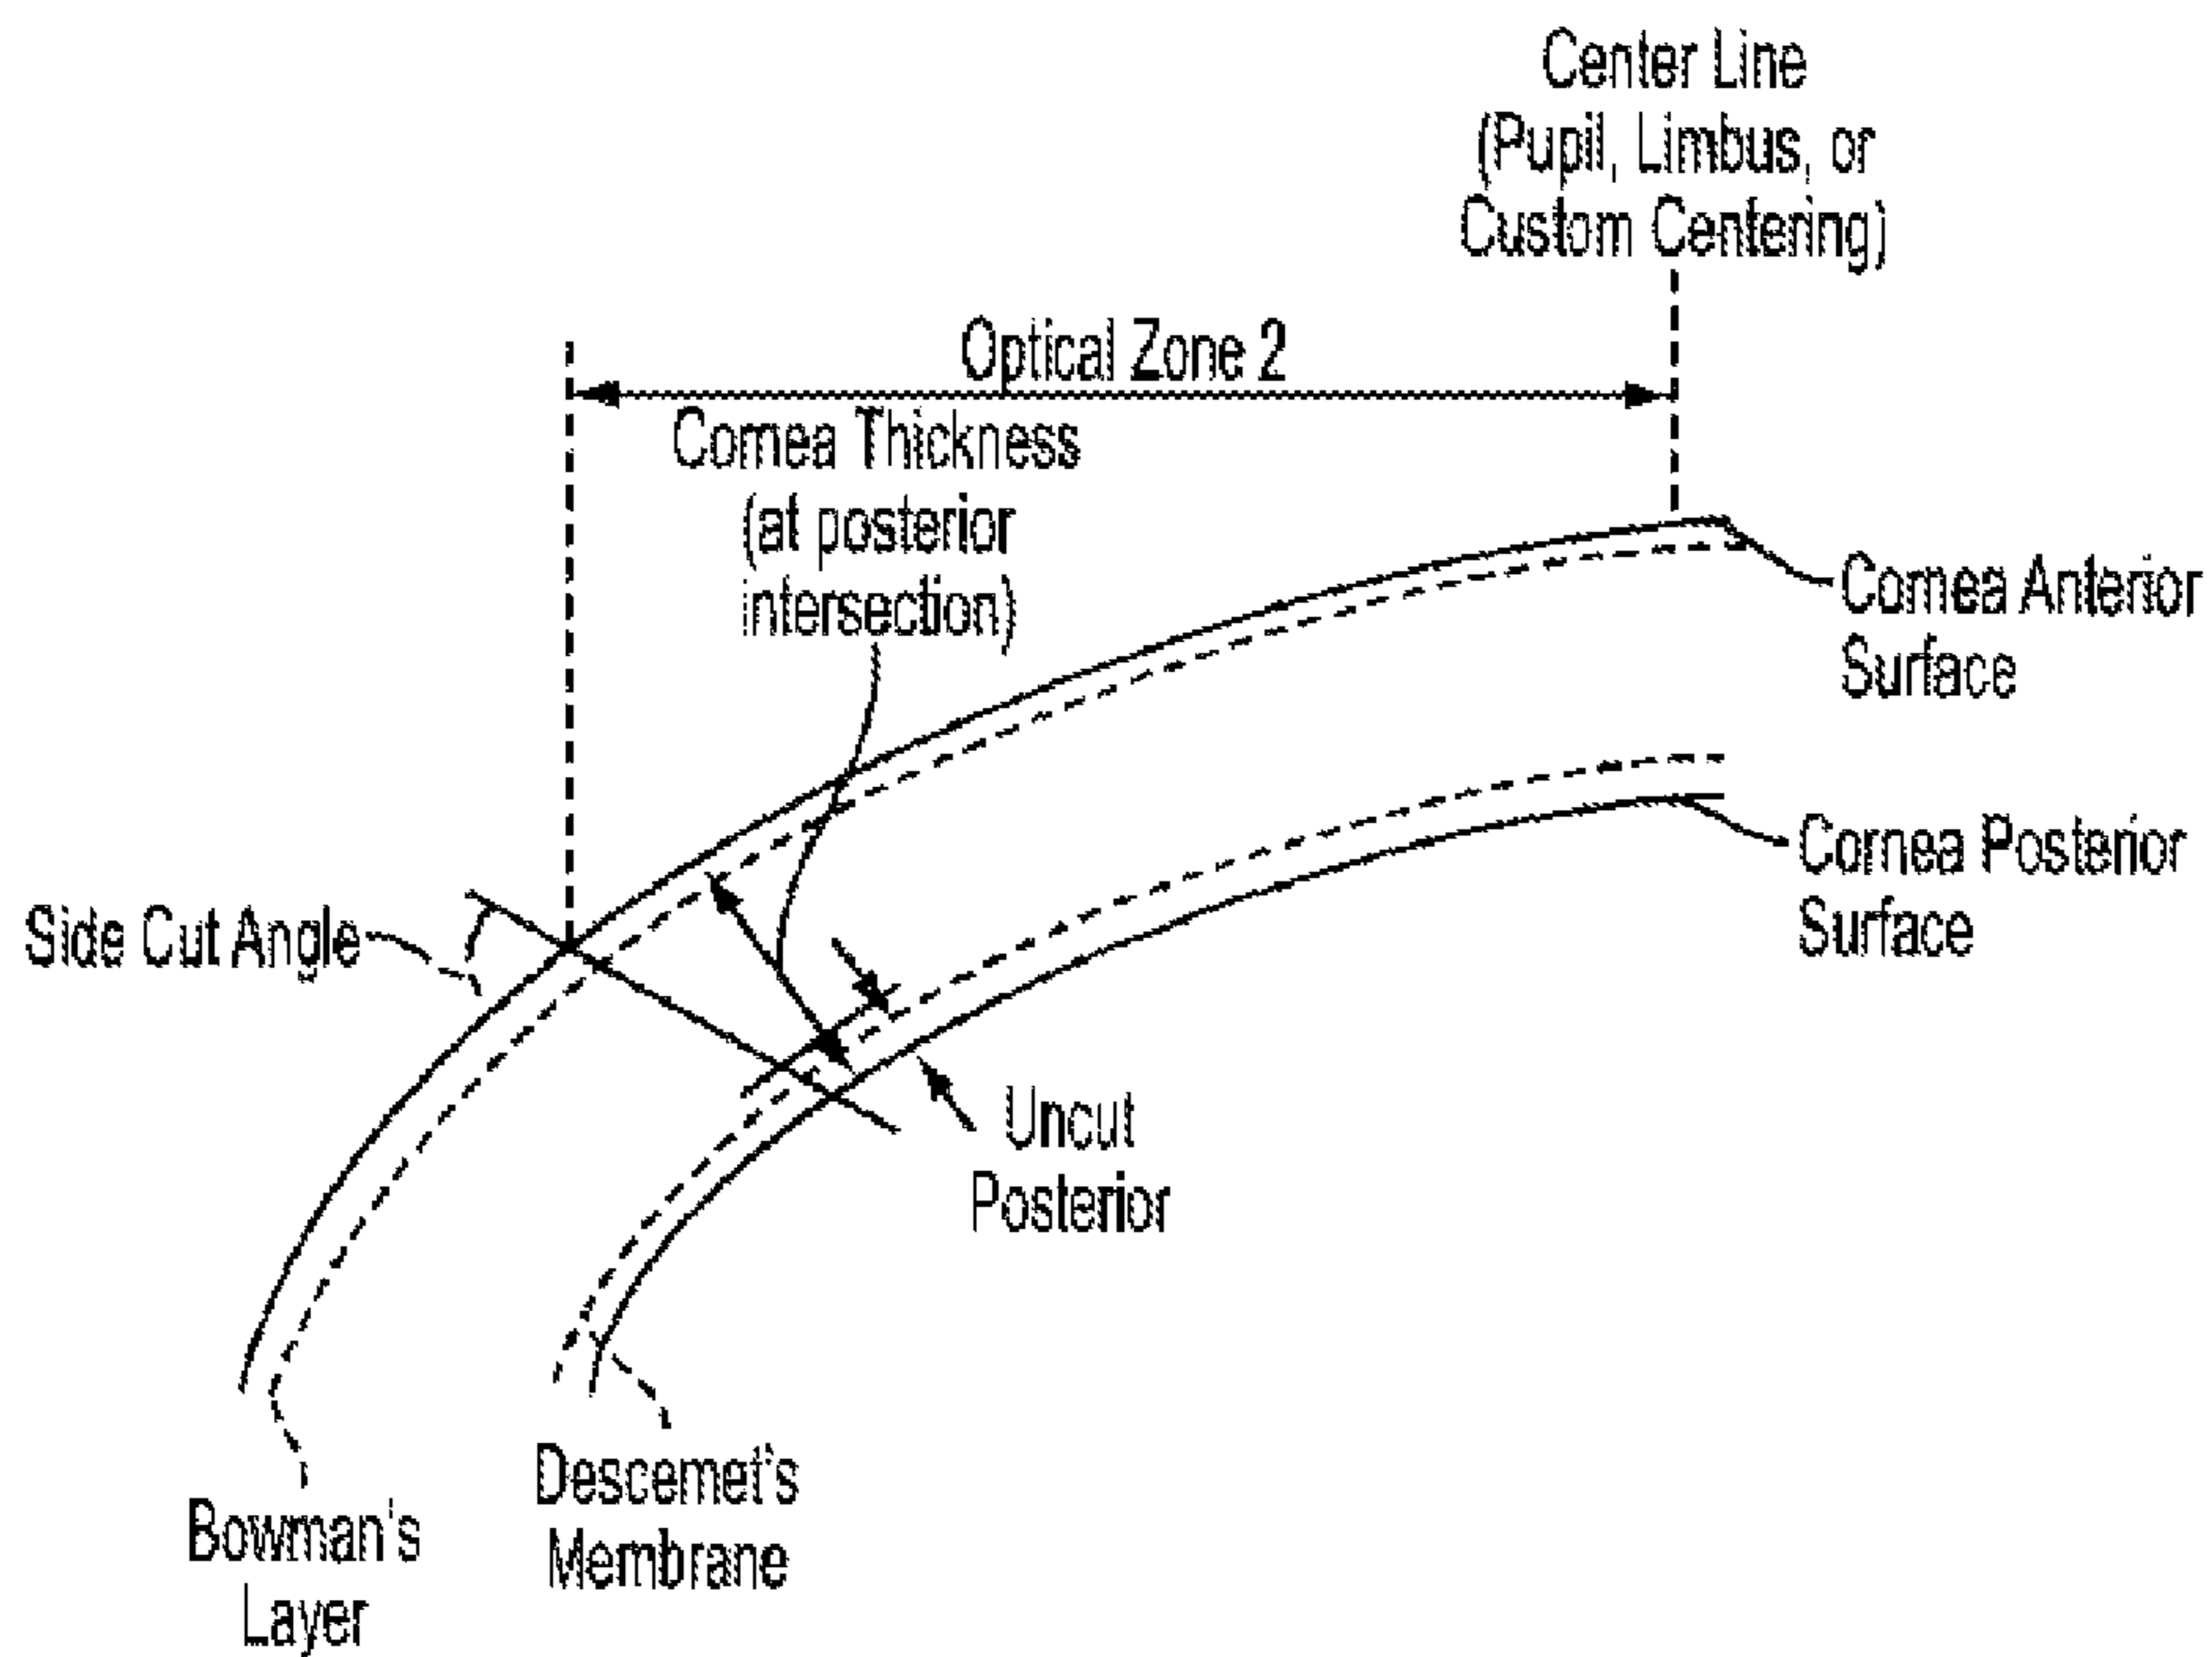 Center Line
(Pupil, Limbus, or
Custom Centering)
Optical Zone 2
Cornea Thickness
(at posterior
intersection)
Cornea Anterior
Surface
Cornea Posterior
Surface
Side Cut Angle
Uncut
Posterior
Descemet's
Membrane
Bowman's
Layer